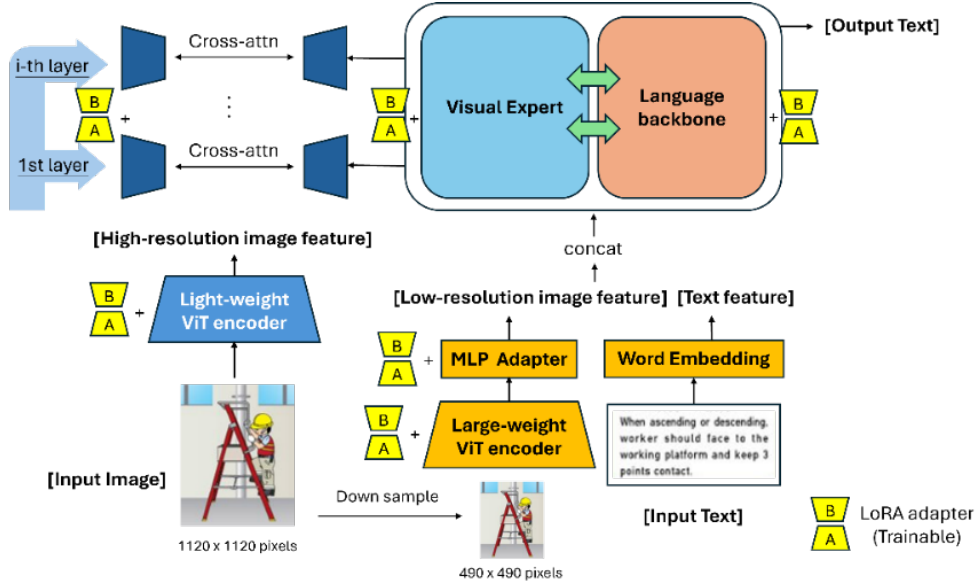 Cross-attn
[Output Text]
i-th layer
B
A
+
⋮
B
A
+
Visual Expert
Language
backbone
+
B
A
1st layer
Cross-attn
[High-resolution image feature]
concat
B
A
+
Light-weight
ViT encoder
[Low-resolution image feature]
[Text feature]
B
A
+
MLP Adapter
Word Embedding
B
A
+
Large-weight
ViT encoder
When ascending or descending,
worker should face to the
working platform and keep 3
points contact.
[Input Image]
Down sample
[Input Text]
B
A
LoRA adapter
(Trainable)
1120 x 1120 pixels
490 x 490 pixels